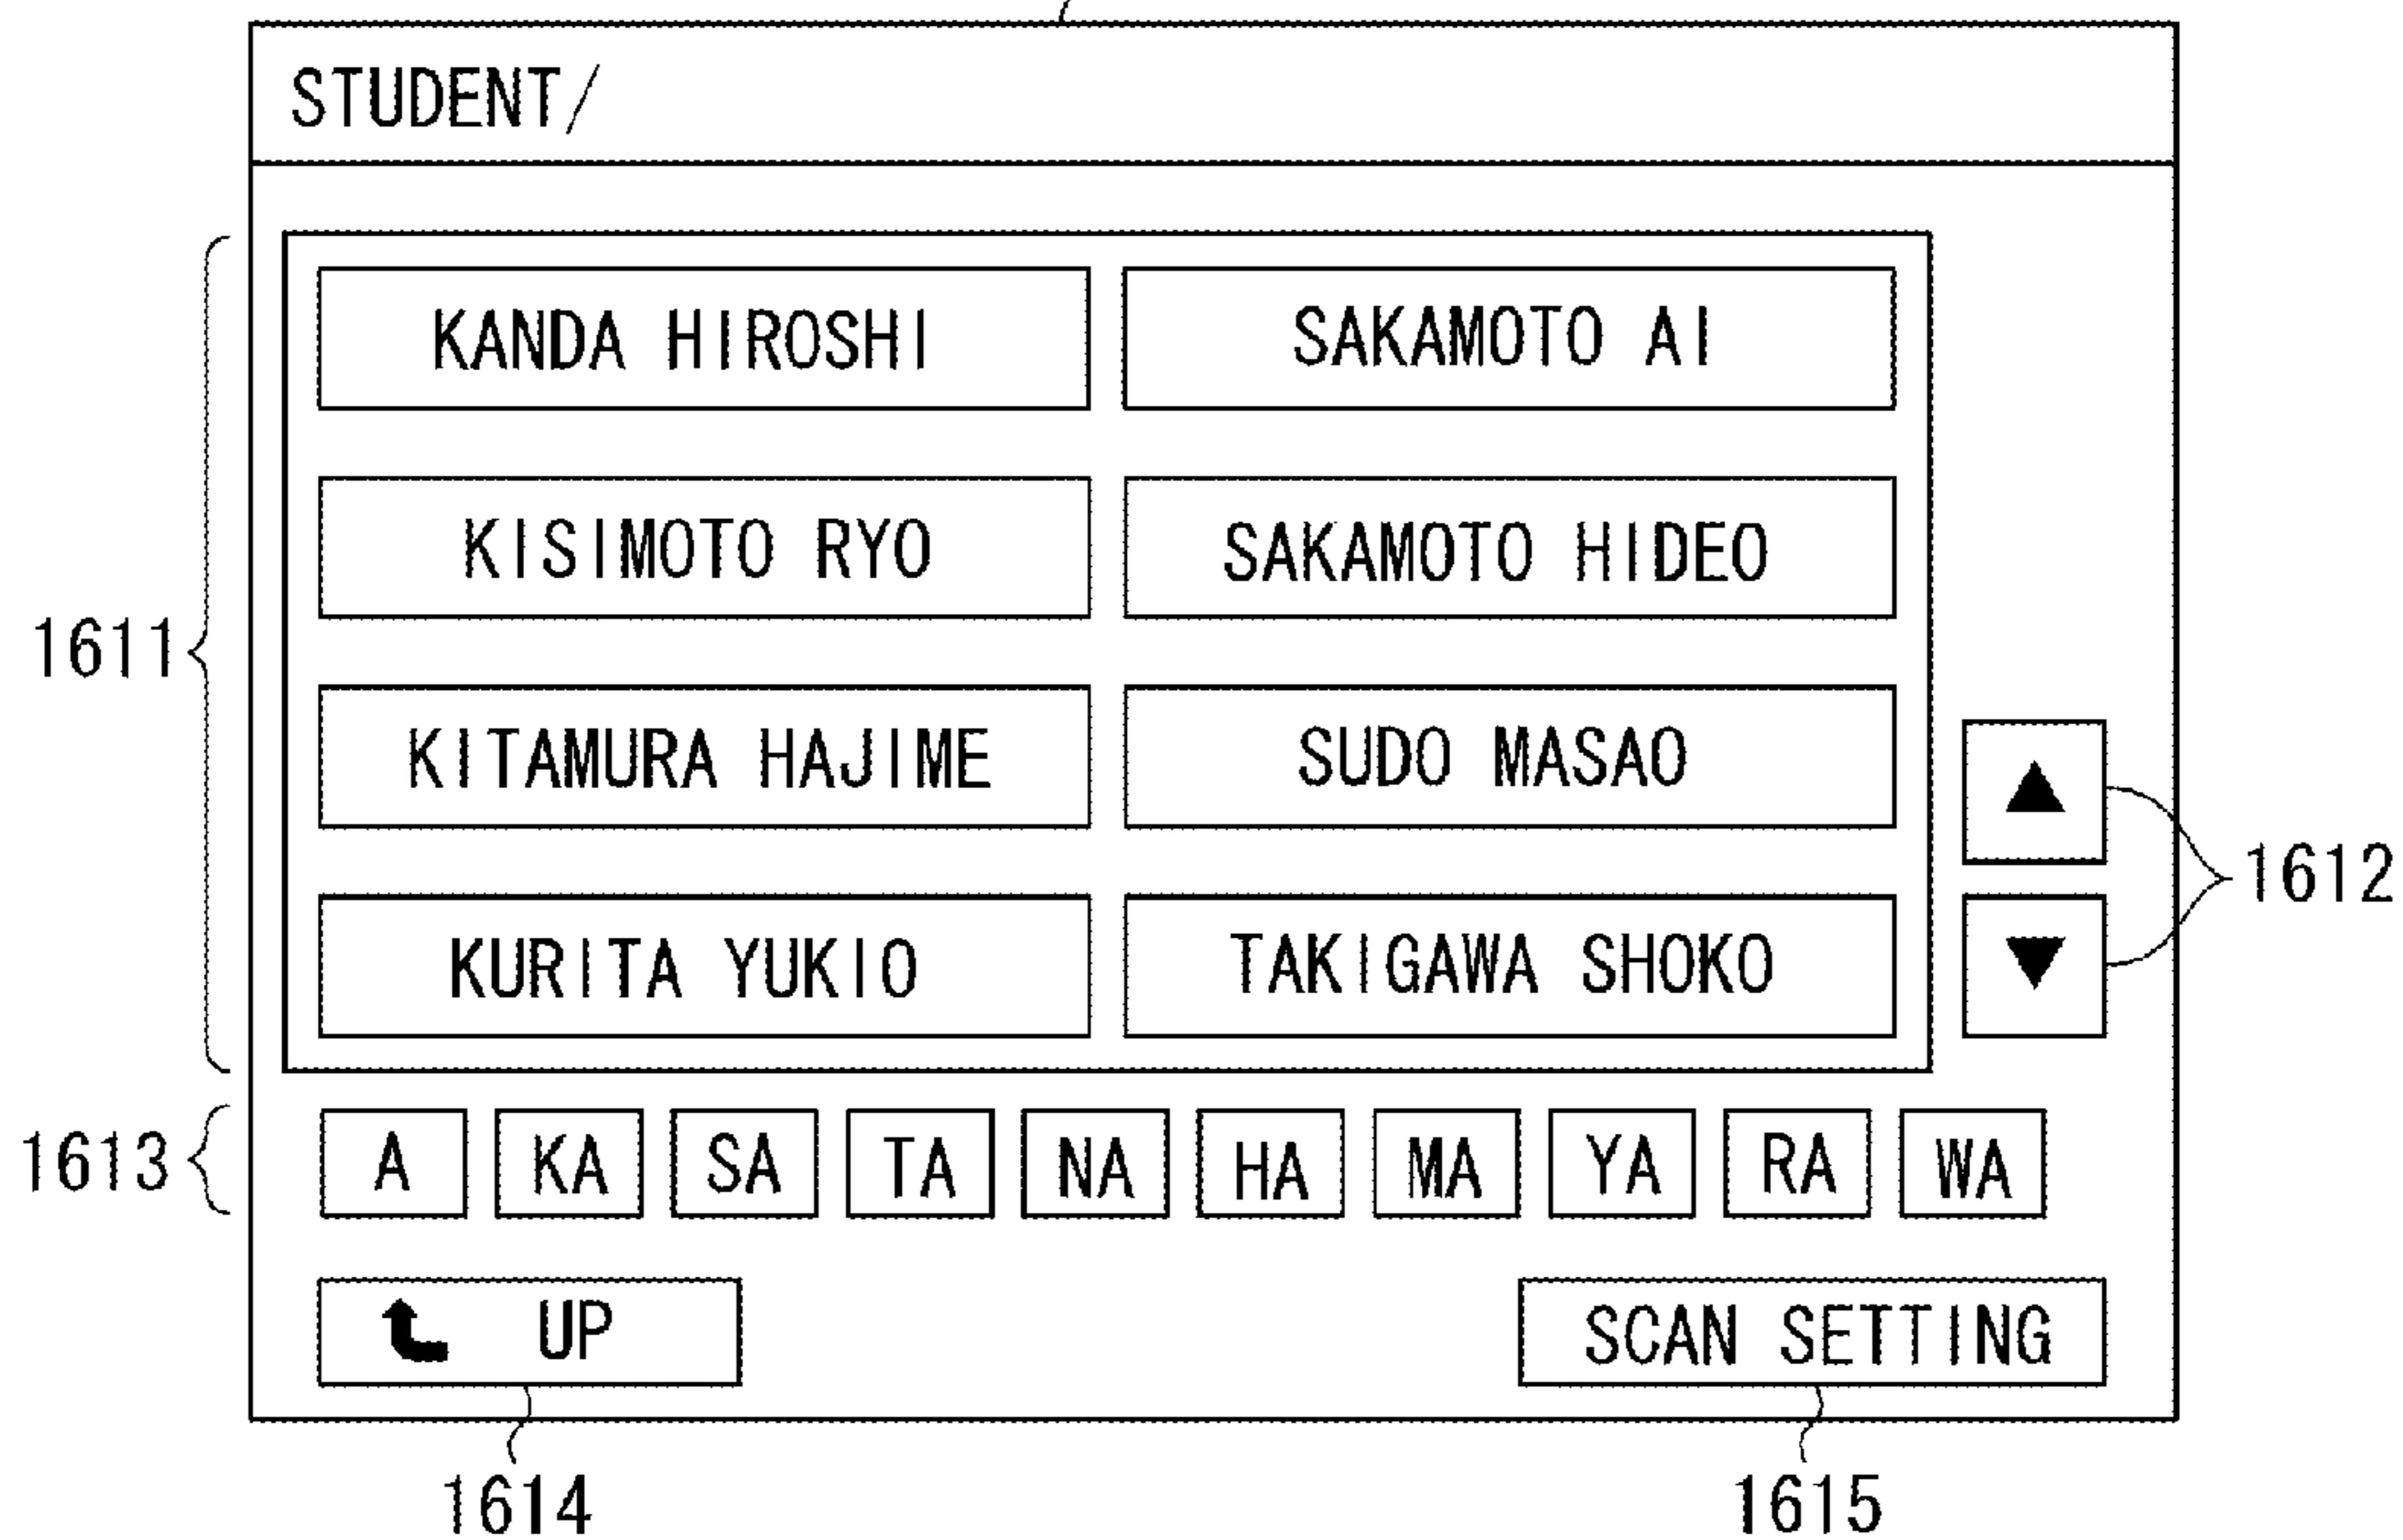 STUDENT/
KANDA HIROSHI SAKAMOTO AI
KISIMOTO RYO SAKAMOTO HIDEO
1611
KITAMURA HAJIME SUDO MASAO
▲
1612
KURITA YUKIO TAKIGAWA SHOKO
▼
1613 A KA SA TA NA HA MA YA RA WA
UP SCAN SETTING
1614 1615